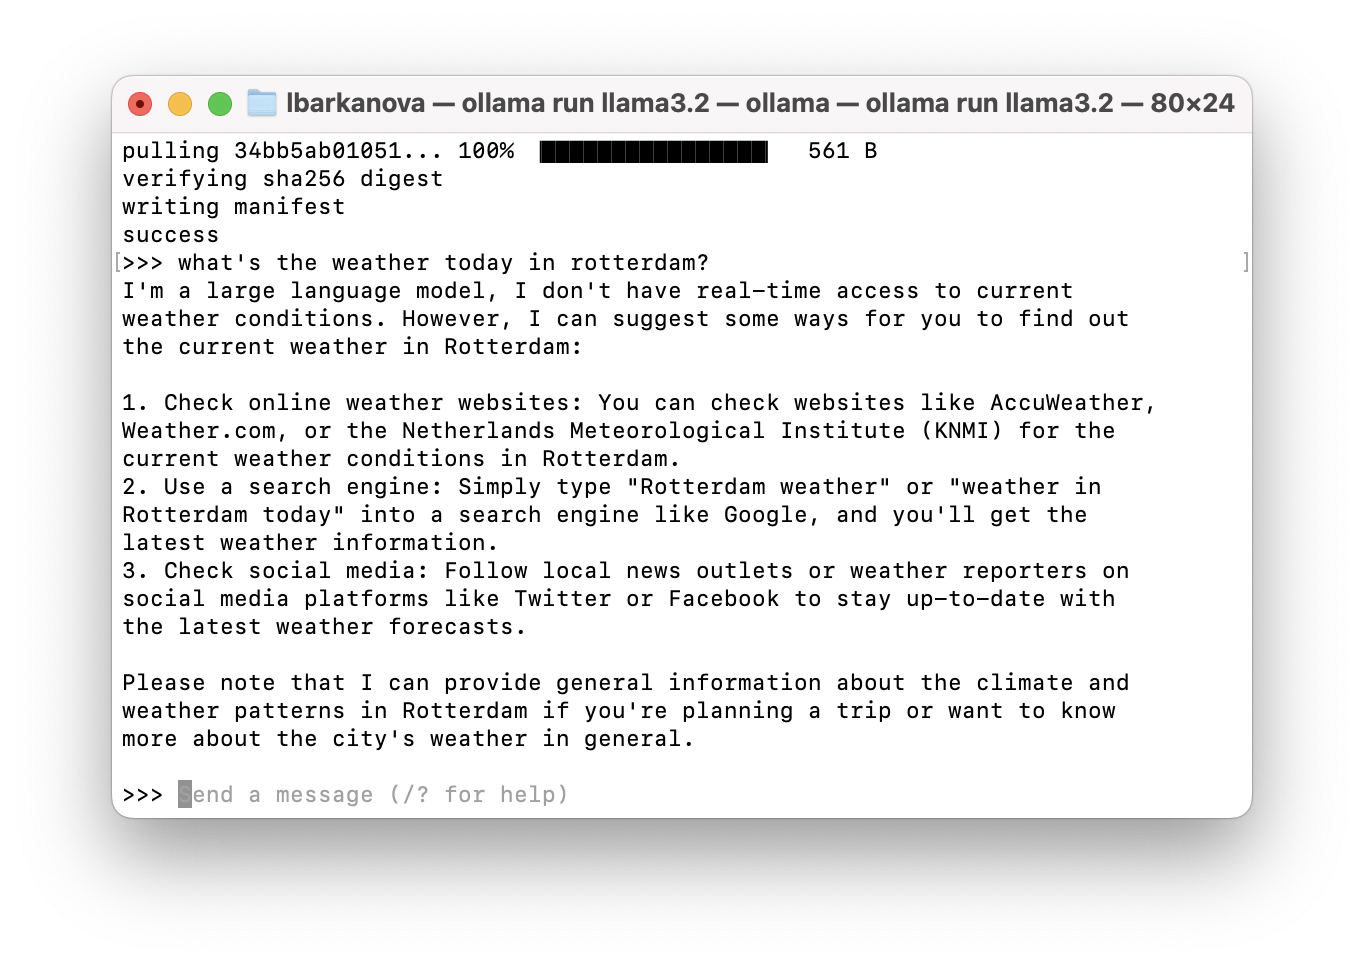 lbarkanova — ollama run llama3.2 — ollama — ollama run llama3.2 — 80×24
pulling 34bb5ab01051... 100% 561 B
verifying sha256 digest
writing manifest
success
[>>> what's the weather today in rotterdam? ]
I'm a large language model, I don't have real-time access to current
weather conditions. However, I can suggest some ways for you to find out
the current weather in Rotterdam:
1. Check online weather websites: You can check websites like AccuWeather,
Weather.com, or the Netherlands Meteorological Institute (KNMI) for the
current weather conditions in Rotterdam.
2. Use a search engine: Simply type "Rotterdam weather" or "weather in
Rotterdam today" into a search engine like Google, and you'll get the
latest weather information.
3. Check social media: Follow local news outlets or weather reporters on
social media platforms like Twitter or Facebook to stay up-to-date with
the latest weather forecasts.
Please note that I can provide general information about the climate and
weather patterns in Rotterdam if you're planning a trip or want to know
more about the city's weather in general.
>>> Send a message (/? for help)